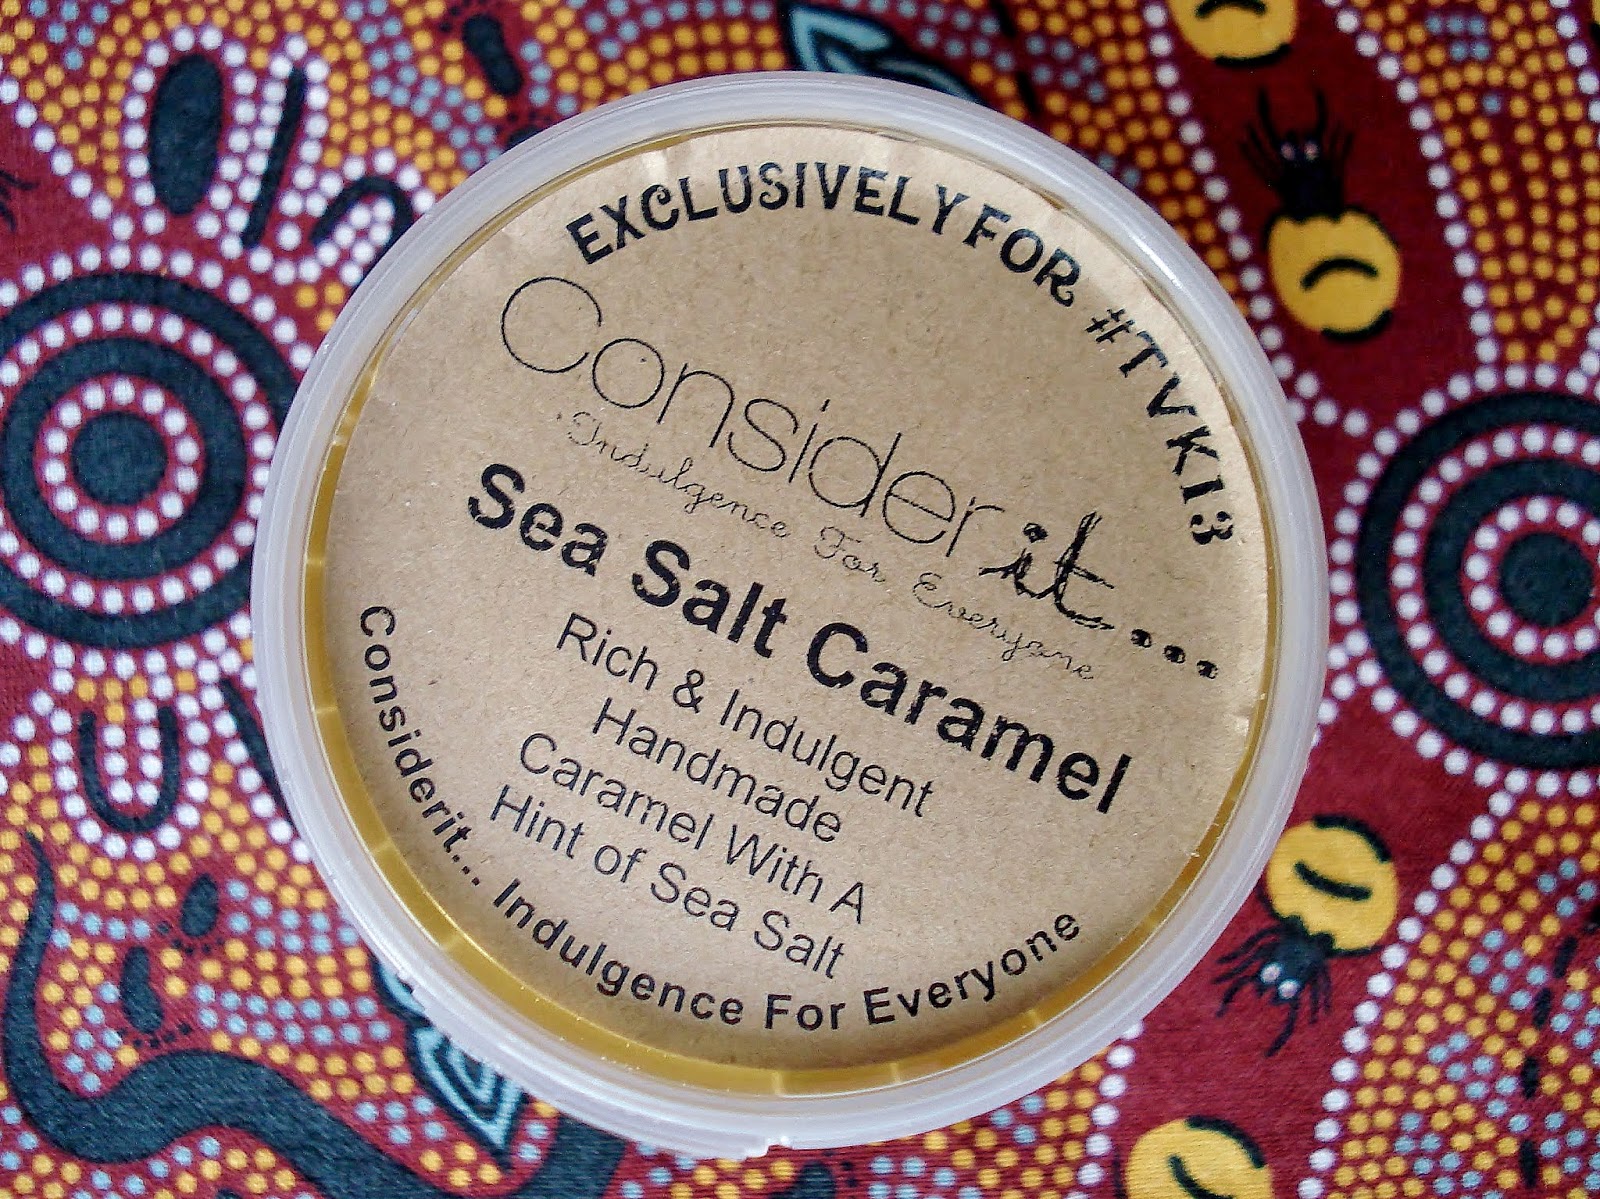 EXCLUSIVELY FOR #TVK13
Consider it...
Indulgence For Everyone
Sea Salt Caramel
Rich & Indulgent
Handmade
Caramel With A
Hint of Sea Salt
Considerit... Indulgence For Everyone